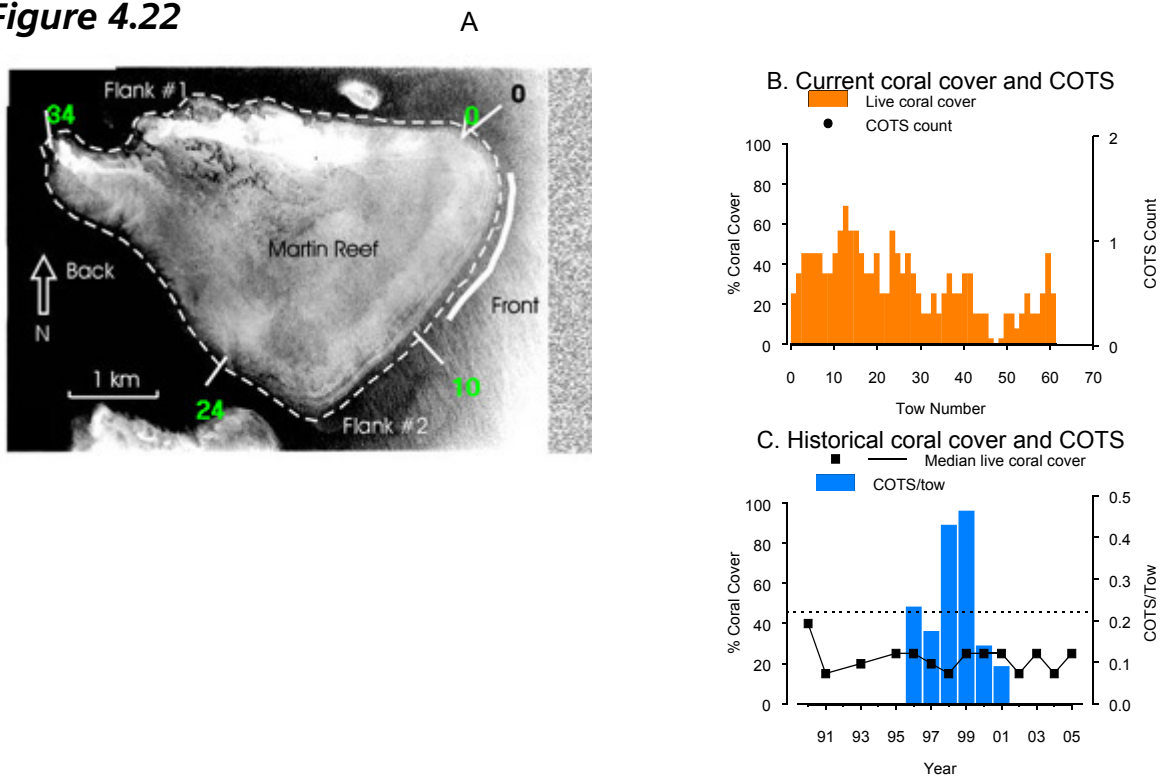 Figure 4.22
A
Flank #1
0
34
0
Martin Reef
Back
N
Front
1 km
10
24
Flank #2
B. Current coral cover and COTS
Live coral cover
COTS count
100
80
60
40
20
0
% Coral Cover
2
1
0
COTS Count
0 10 20 30 40 50 60 70
Tow Number
C. Historical coral cover and COTS
Median live coral cover
COTS/tow
100
80
60
40
20
0
% Coral Cover
0.5
0.4
0.3
0.2
0.1
0.0
COTS/Tow
91 93 95 97 99 01 03 05
Year